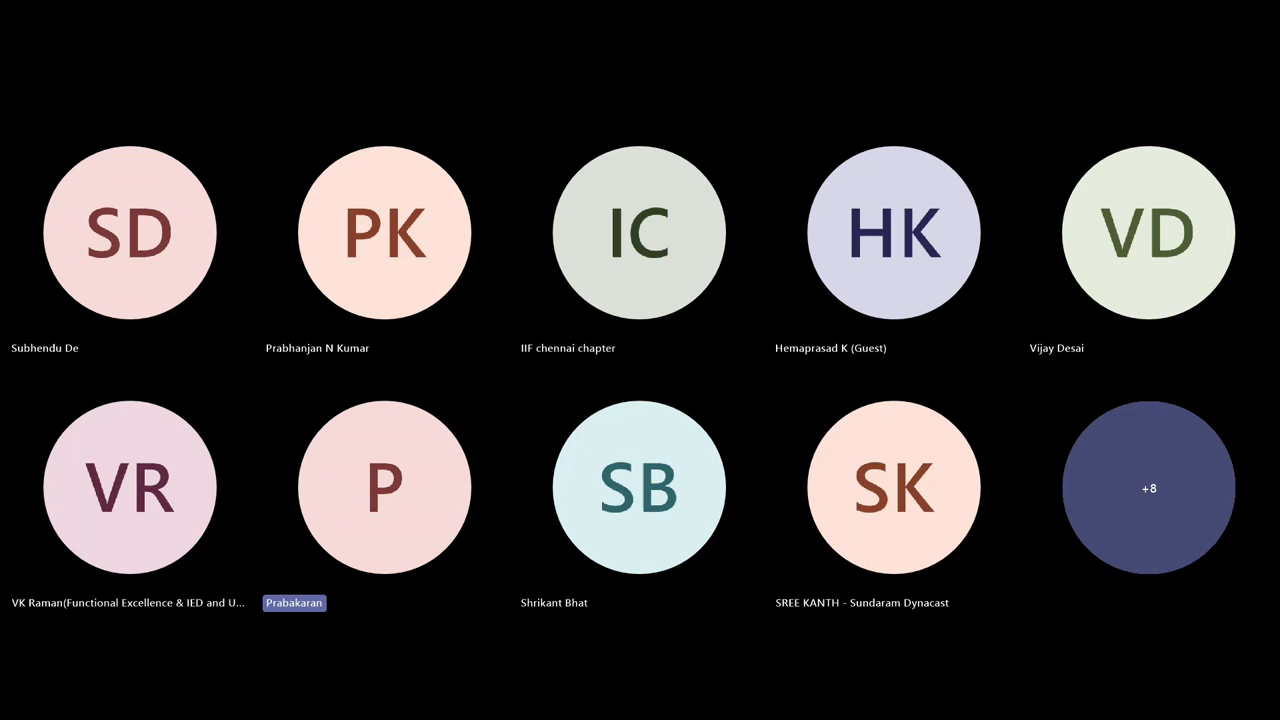 SD
PK
IC
HK
VD
Subhendu De
Prabhanjan N Kumar
IIF chennai chapter
Hemaprasad K (Guest)
Vijay Desai
VR
P
SB
SK
+8
VK Raman(Functional Excellence & IED and U...
Prabakaran
Shrikant Bhat
SREE KANTH - Sundaram Dynacast